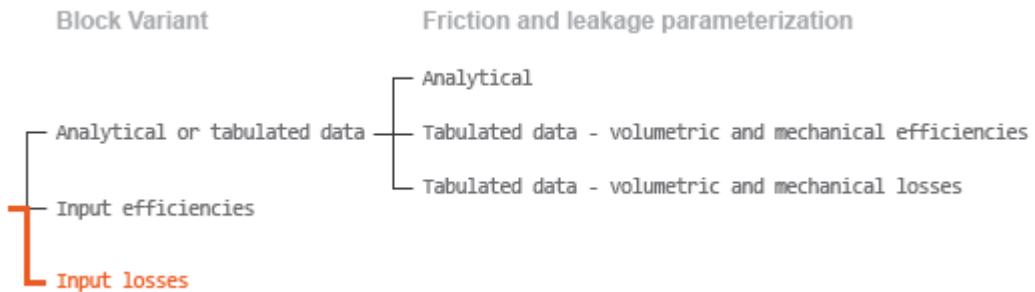 Block Variant
Friction and leakage parameterization
Analytical
Analytical or tabulated data
Tabulated data - volumetric and mechanical efficiencies
Tabulated data - volumetric and mechanical losses
Input efficiencies
Input losses